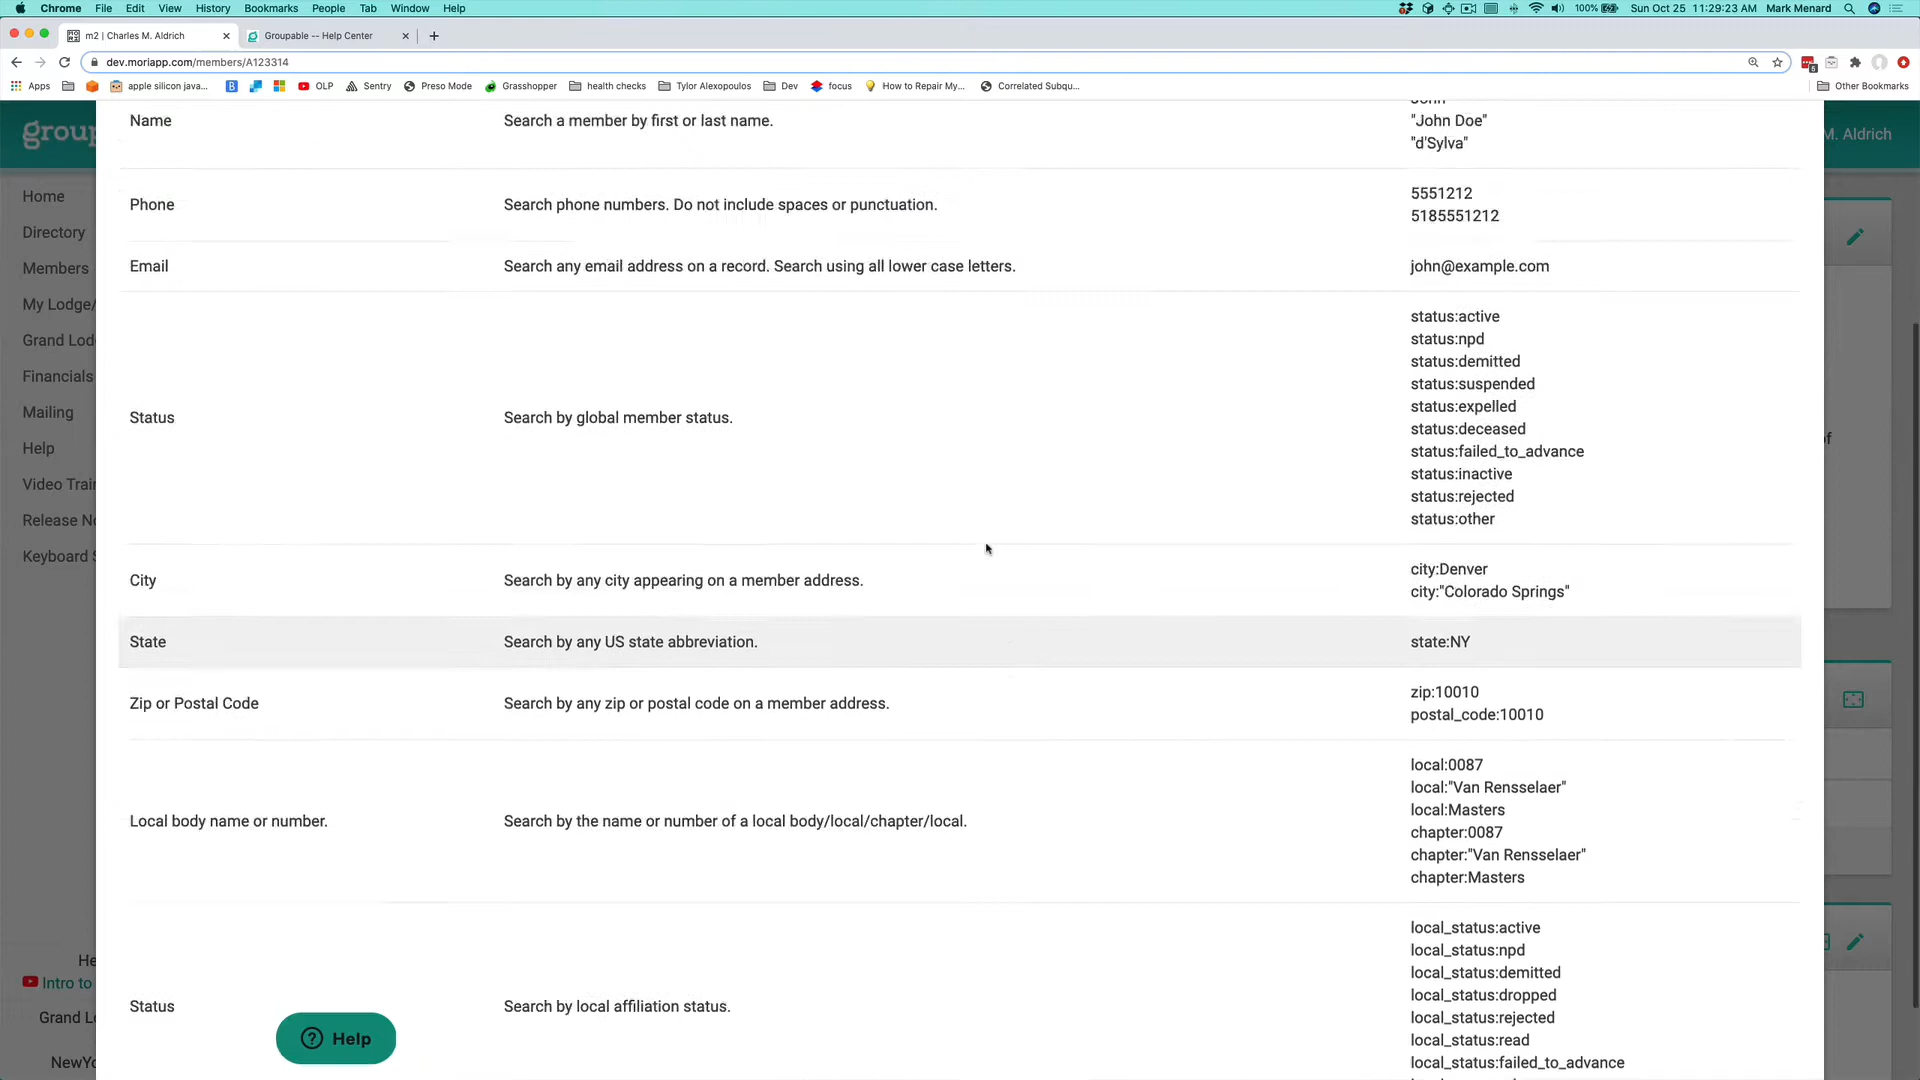 Chrome File Edit View History Bookmarks People Tab Window Help 100% Sun Oct 25 11:29:23 AM Mark Menard
m2 | Charles M. Aldrich Groupable -- Help Center
dev.moriapp.com/members/A123314
Apps apple silicon java... OLP Sentry Preso Mode Grasshopper health checks Tylor Alexopoulos Dev focus How to Repair My... Correlated Subqu... Other Bookmarks
John
Name Search a member by first or last name. "John Doe"
"d'Sylva"
M. Aldrich
Home
Directory
Members
My Lodge/
Financials
Mailing
Help
Phone Search phone numbers. Do not include spaces or punctuation. 5551212
5185551212
Email Search any email address on a record. Search using all lower case letters. john@example.com
Status Search by global member status. status:active
status:npd
status:demitted
status:suspended
status:expelled
status:deceased
status:failed_to_advance
status:inactive
status:rejected
status:other
City Search by any city appearing on a member address. city:Denver
city:"Colorado Springs"
State Search by any US state abbreviation. state:NY
Zip or Postal Code Search by any zip or postal code on a member address. zip:10010
postal_code:10010
Local body name or number. Search by the name or number of a local body/local/chapter/local. local:0087
local:"Van Rensselaer"
local:Masters
chapter:0087
chapter:"Van Rensselaer"
chapter:Masters
Status Search by local affiliation status. local_status:active
local_status:npd
local_status:demitted
local_status:dropped
local_status:rejected
local_status:read
local_status:failed_to_advance
Intro to
Help